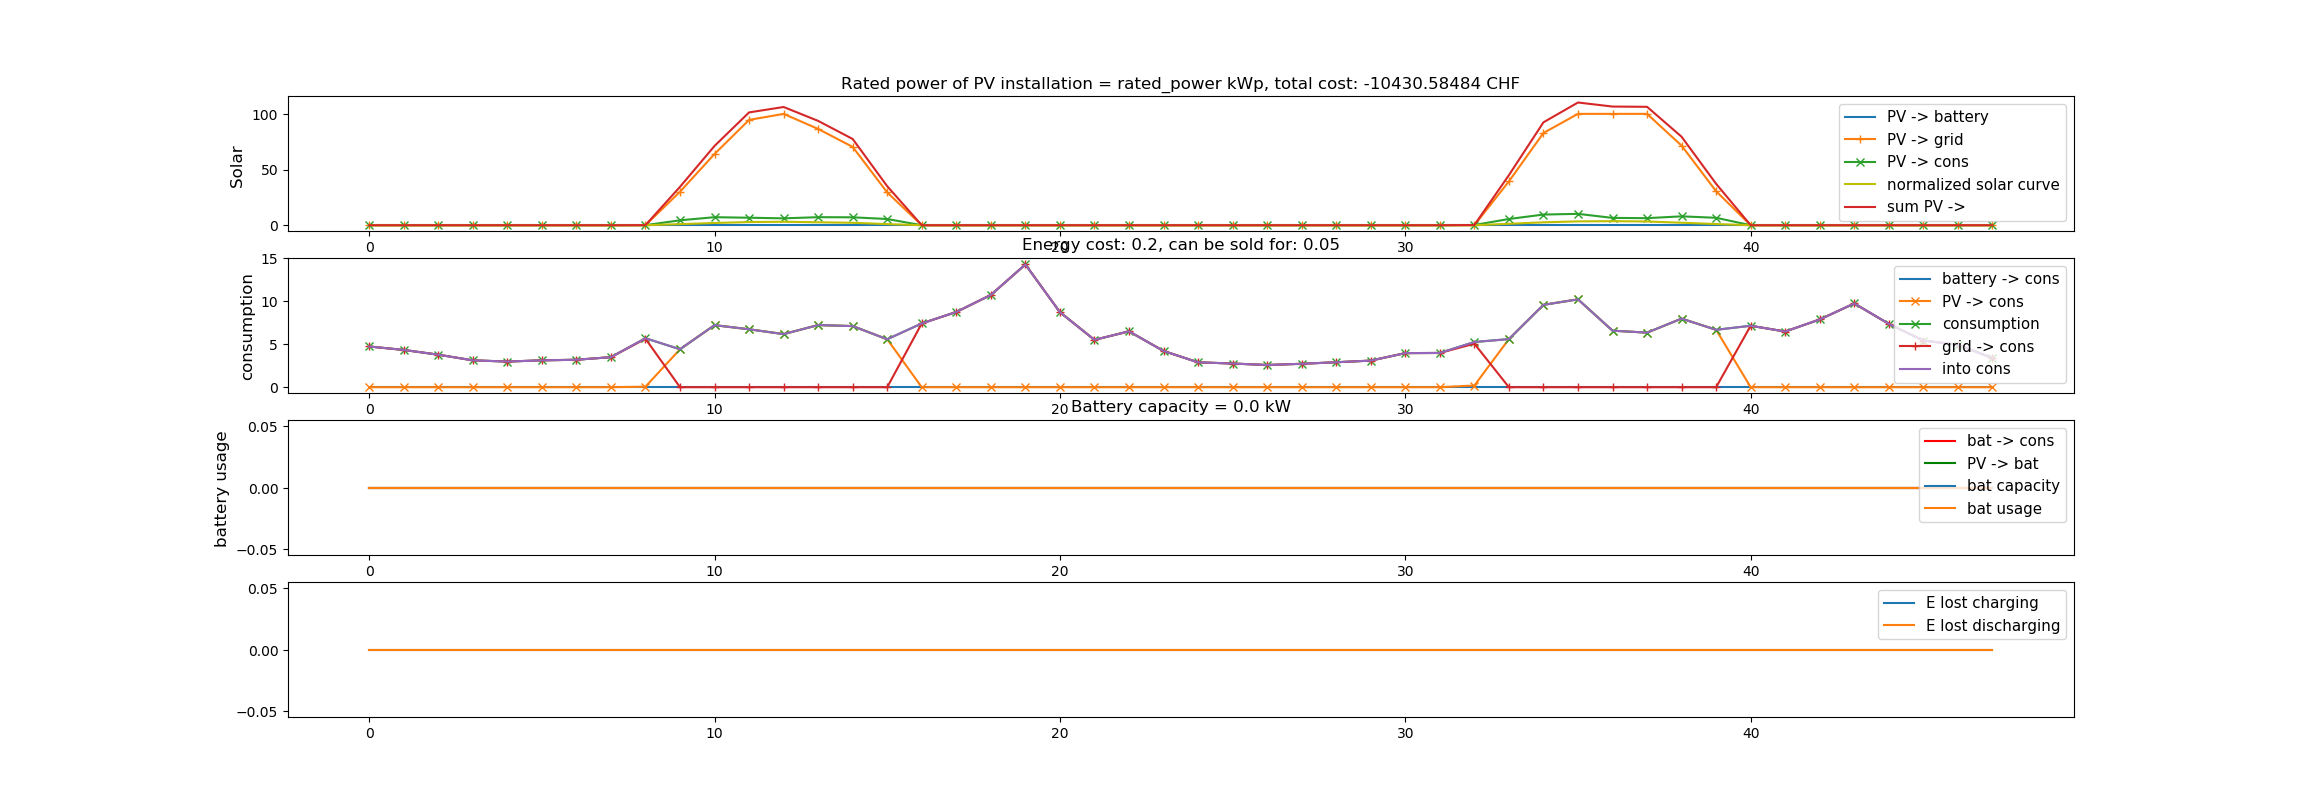 Rated power of PV installation = rated_power kWp, total cost: -10430.58484 CHF
Solar
100
50
0
PV -> battery
PV -> grid
PV -> cons
normalized solar curve
sum PV ->
0 10 20 30 40
Energy cost: 0.2, can be sold for: 0.05
consumption
15
10
5
0
battery -> cons
PV -> cons
consumption
grid -> cons
into cons
0 10 20 30 40
Battery capacity = 0.0 kW
battery usage
0.05
0.00
−0.05
bat -> cons
PV -> bat
bat capacity
bat usage
0 10 20 30 40
0.05
0.00
−0.05
E lost charging
E lost discharging
0 10 20 30 40